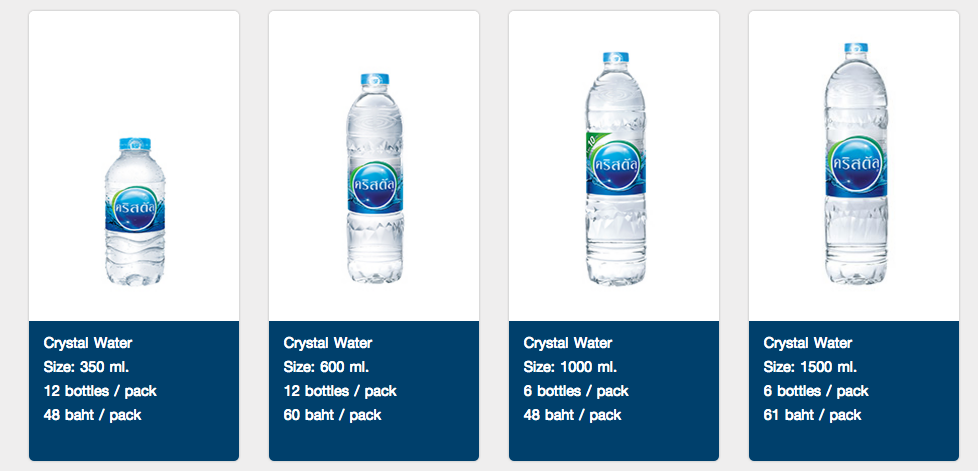 คริสตัล
Crystal Water
Size: 350 ml.
12 bottles / pack
48 baht / pack
คริสตัล
Crystal Water
Size: 600 ml.
12 bottles / pack
60 baht / pack
10
คริสตัล
Crystal Water
Size: 1000 ml.
6 bottles / pack
48 baht / pack
คริสตัล
Crystal Water
Size: 1500 ml.
6 bottles / pack
61 baht / pack